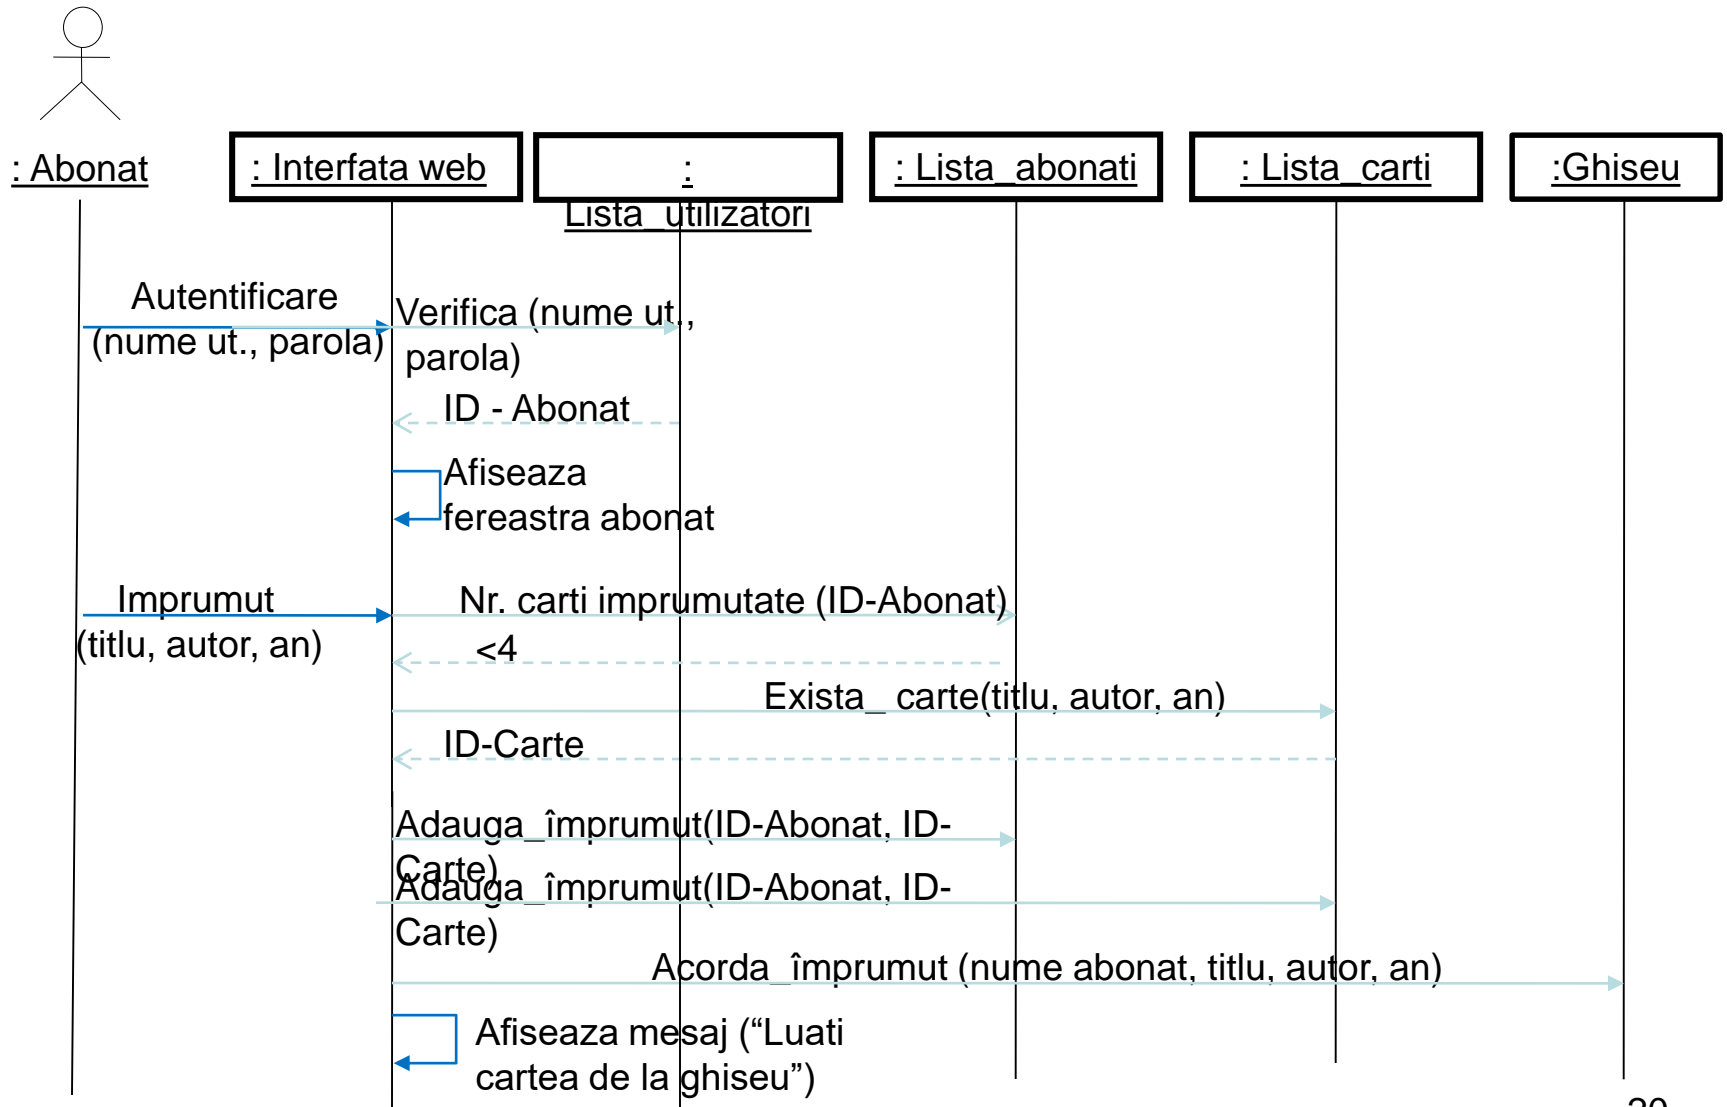 : Abonat
: Interfata web
:
Lista_utilizatori
: Lista_abonati
: Lista_carti
:Ghiseu
Autentificare
(nume ut., parola)
Verifica (nume ut.,
parola)
ID - Abonat
Afiseaza
fereastra abonat
Imprumut
(titlu, autor, an)
Nr. carti imprumutate (ID-Abonat)
<4
Exista_ carte(titlu, autor, an)
ID-Carte
Adauga_împrumut(ID-Abonat, ID-
Carte)
Adauga_împrumut(ID-Abonat, ID-
Carte)
Acorda_împrumut (nume abonat, titlu, autor, an)
Afiseaza mesaj (“Luati
cartea de la ghiseu”)